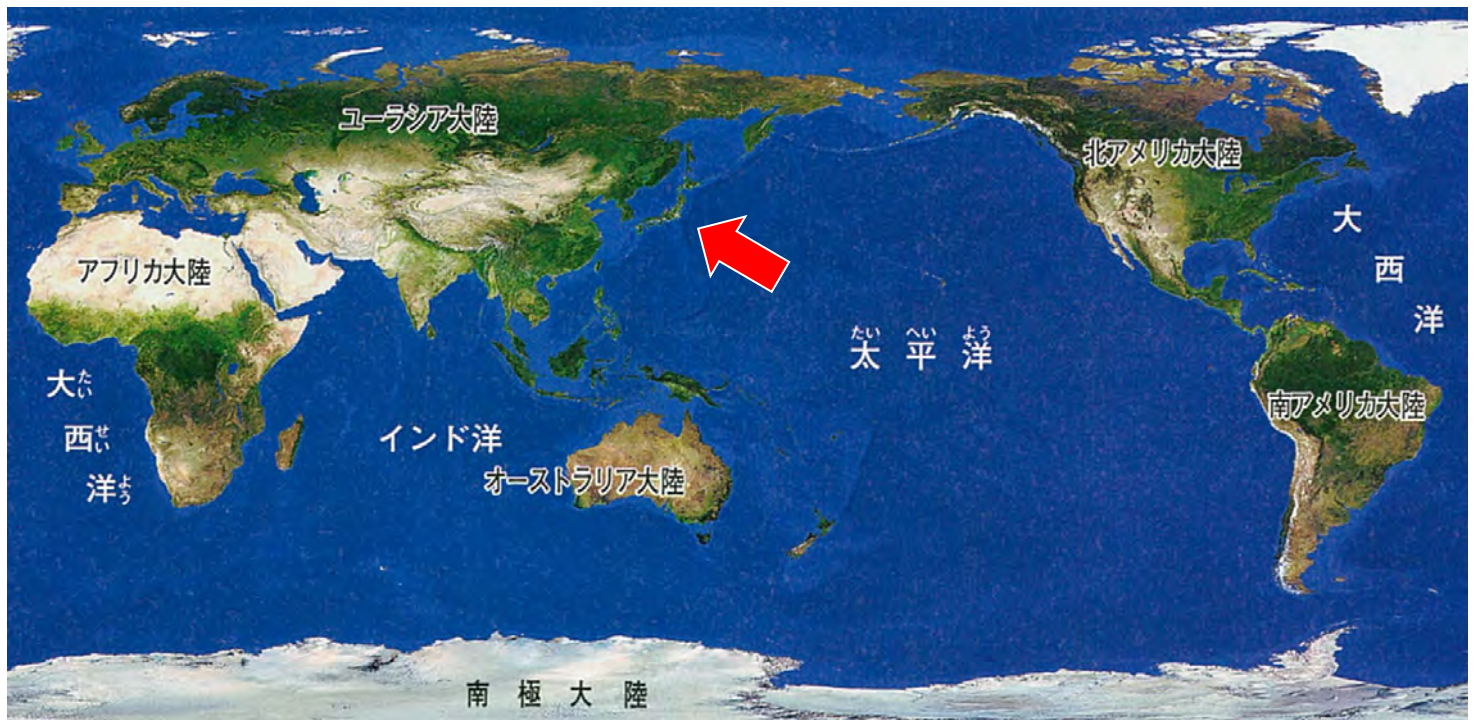 ユーラシア大陸
北アメリカ大陸
大西洋
アフリカ大陸
たいへいよう
太平洋
大西洋
たいせいよう
南アメリカ大陸
インド洋
オーストラリア大陸
南極大陸